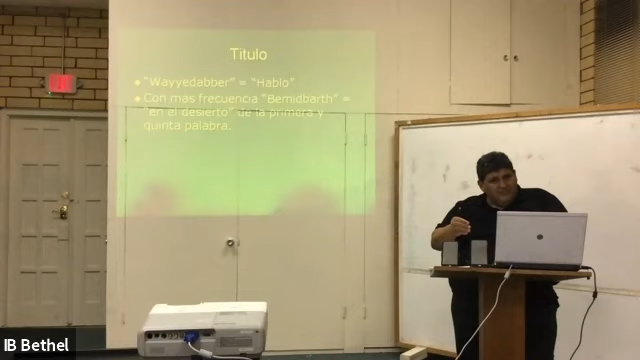 Titulo
“Wayyedabber” = “Hablo”
Con mas frecuencia “Bemidbarth” =
“en el desierto” de la primera y
quinta palabra.
IB Bethel